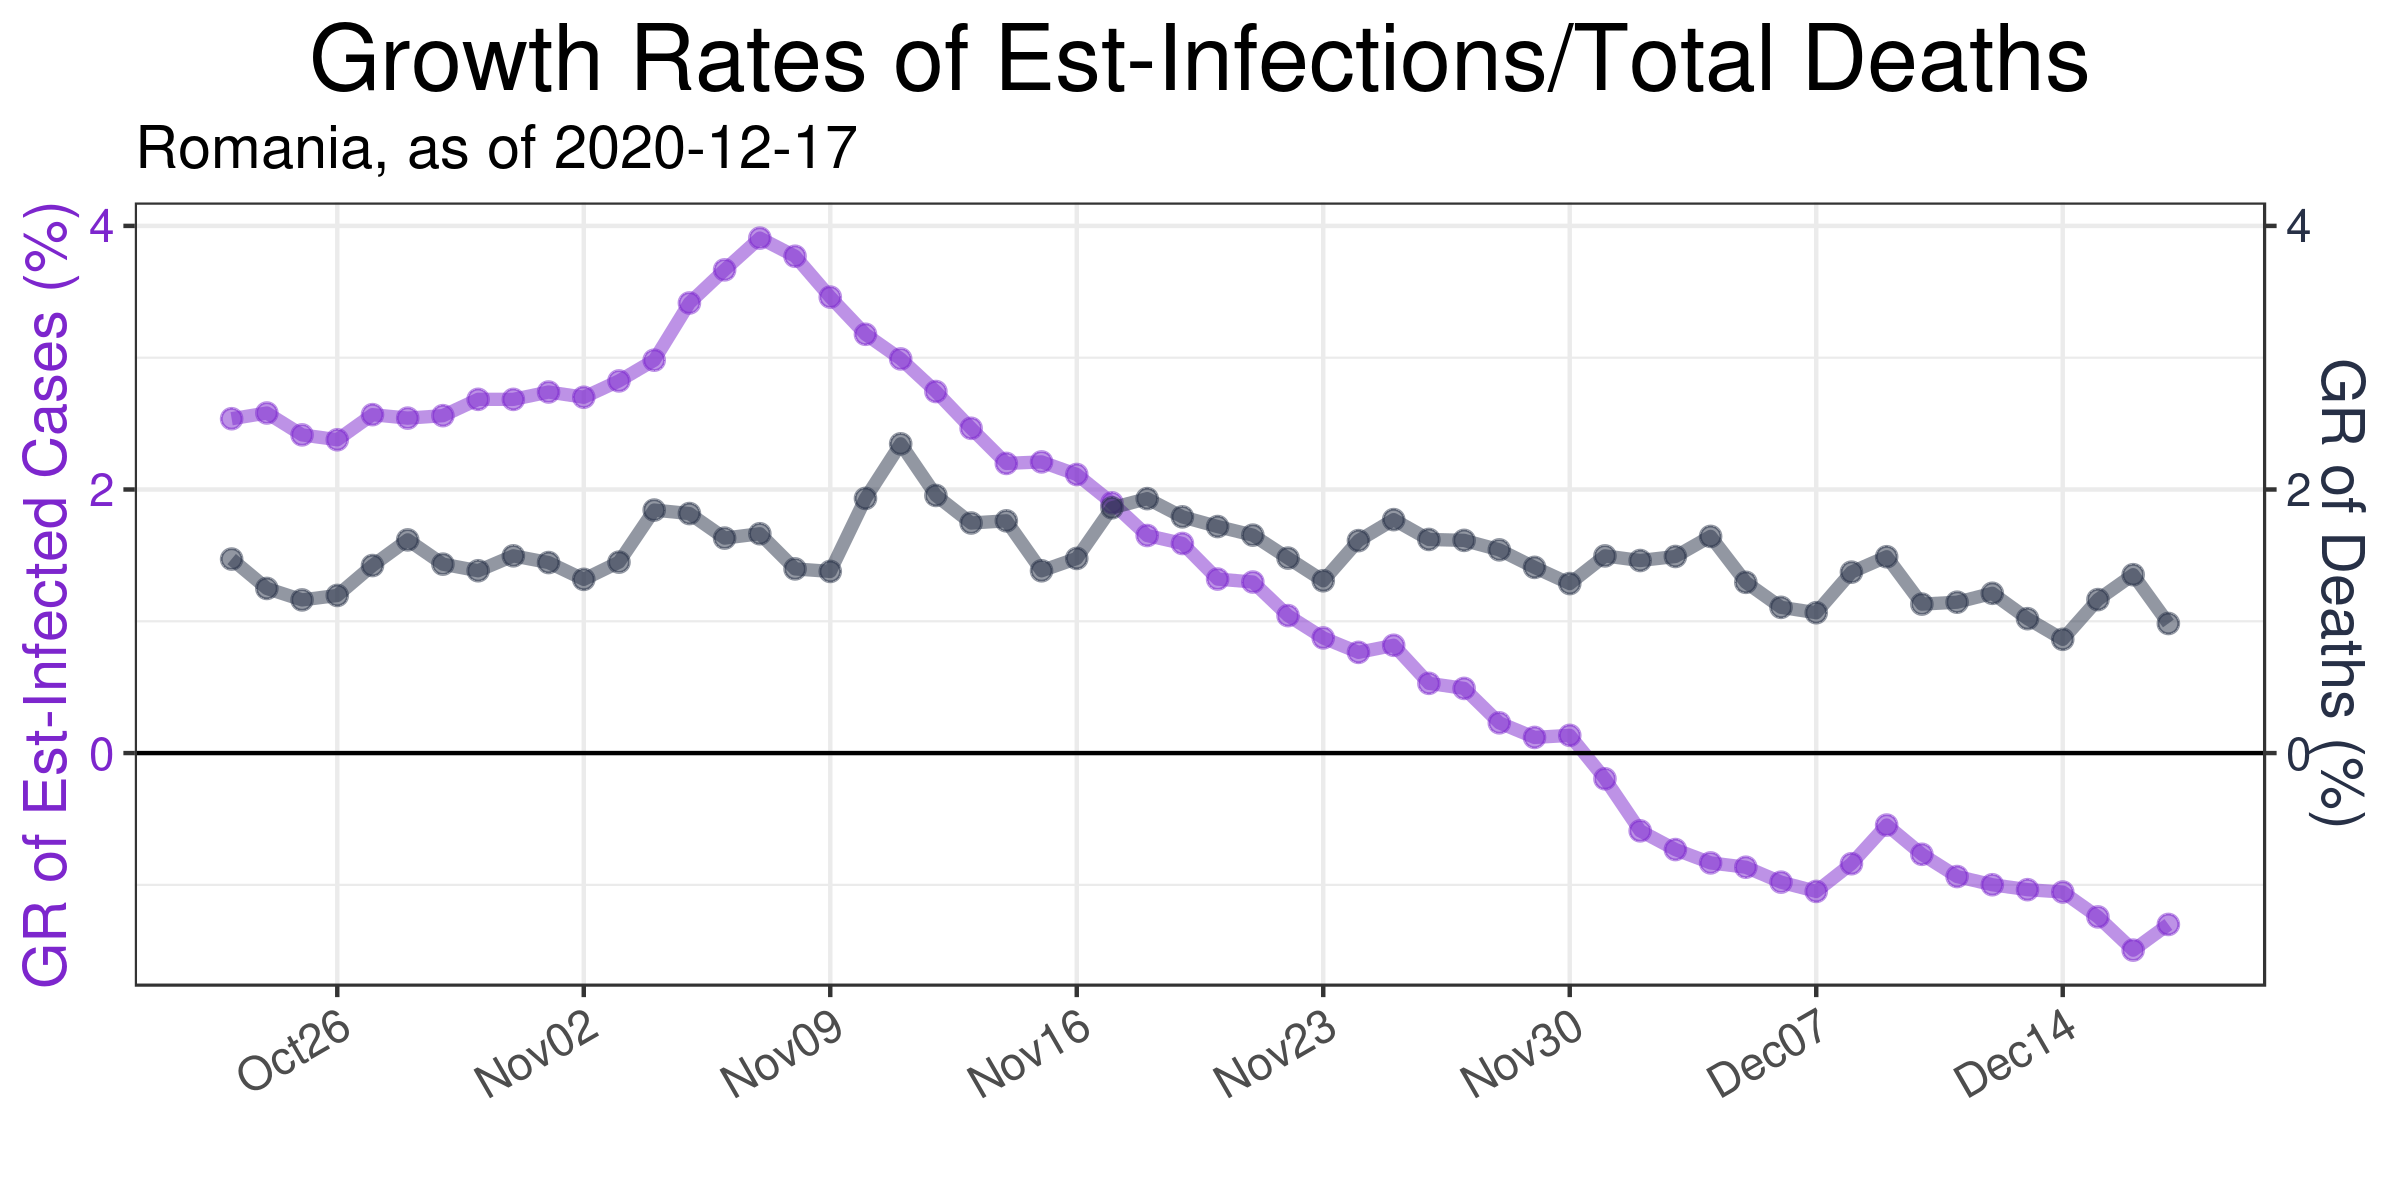 Growth Rates of Est-Infections/Total Deaths
Romania, as of 2020-12-17
GR of Est-Infected Cases (%)
4
2
0
4
2
0
GR of Deaths (%)
Oct26
Nov02
Nov09
Nov16
Nov23
Nov30
Dec07
Dec14